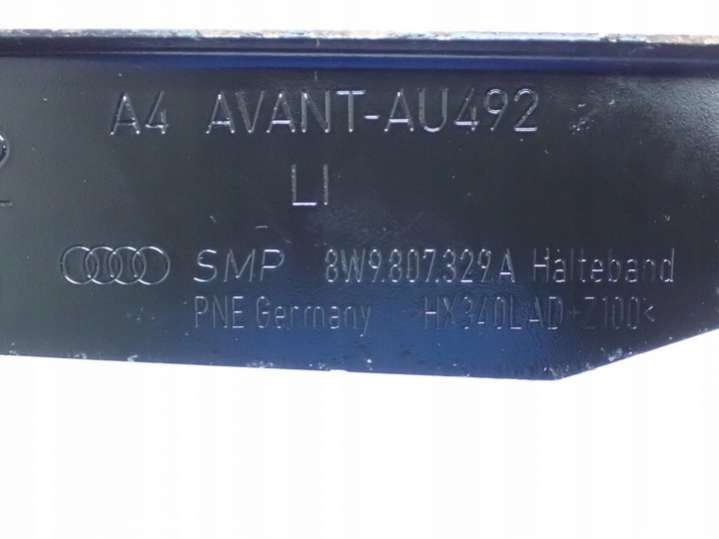 A4 AVANT-AU492
LI
SMP 8W9.807.329.A Halteband
PNE Germany HX340LAD+Z100<